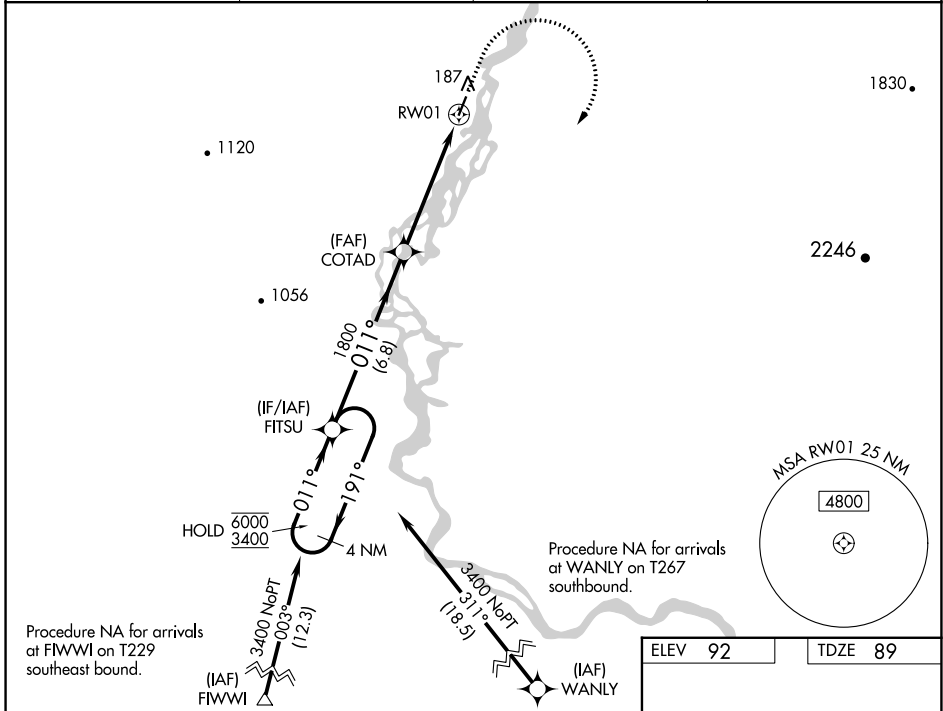 187
1830
RW01
1120
(FAF)
COTAD
2246
1056
1800
011°
(6.8)
(IF/IAF)
FITSU
MSA RW01 25 NM
4800
011°
191°
HOLD
6000
3400
4 NM
Procedure NA for arrivals
at WANLY on T267
southbound.
3400 NoPT
003°
(12.3)
3400 NoPT
311°
(18.5)
Procedure NA for arrivals
at FIWWI on T229
southeast bound.
(IAF)
FIWWI
(IAF)
WANLY
ELEV 92
TDZE 89